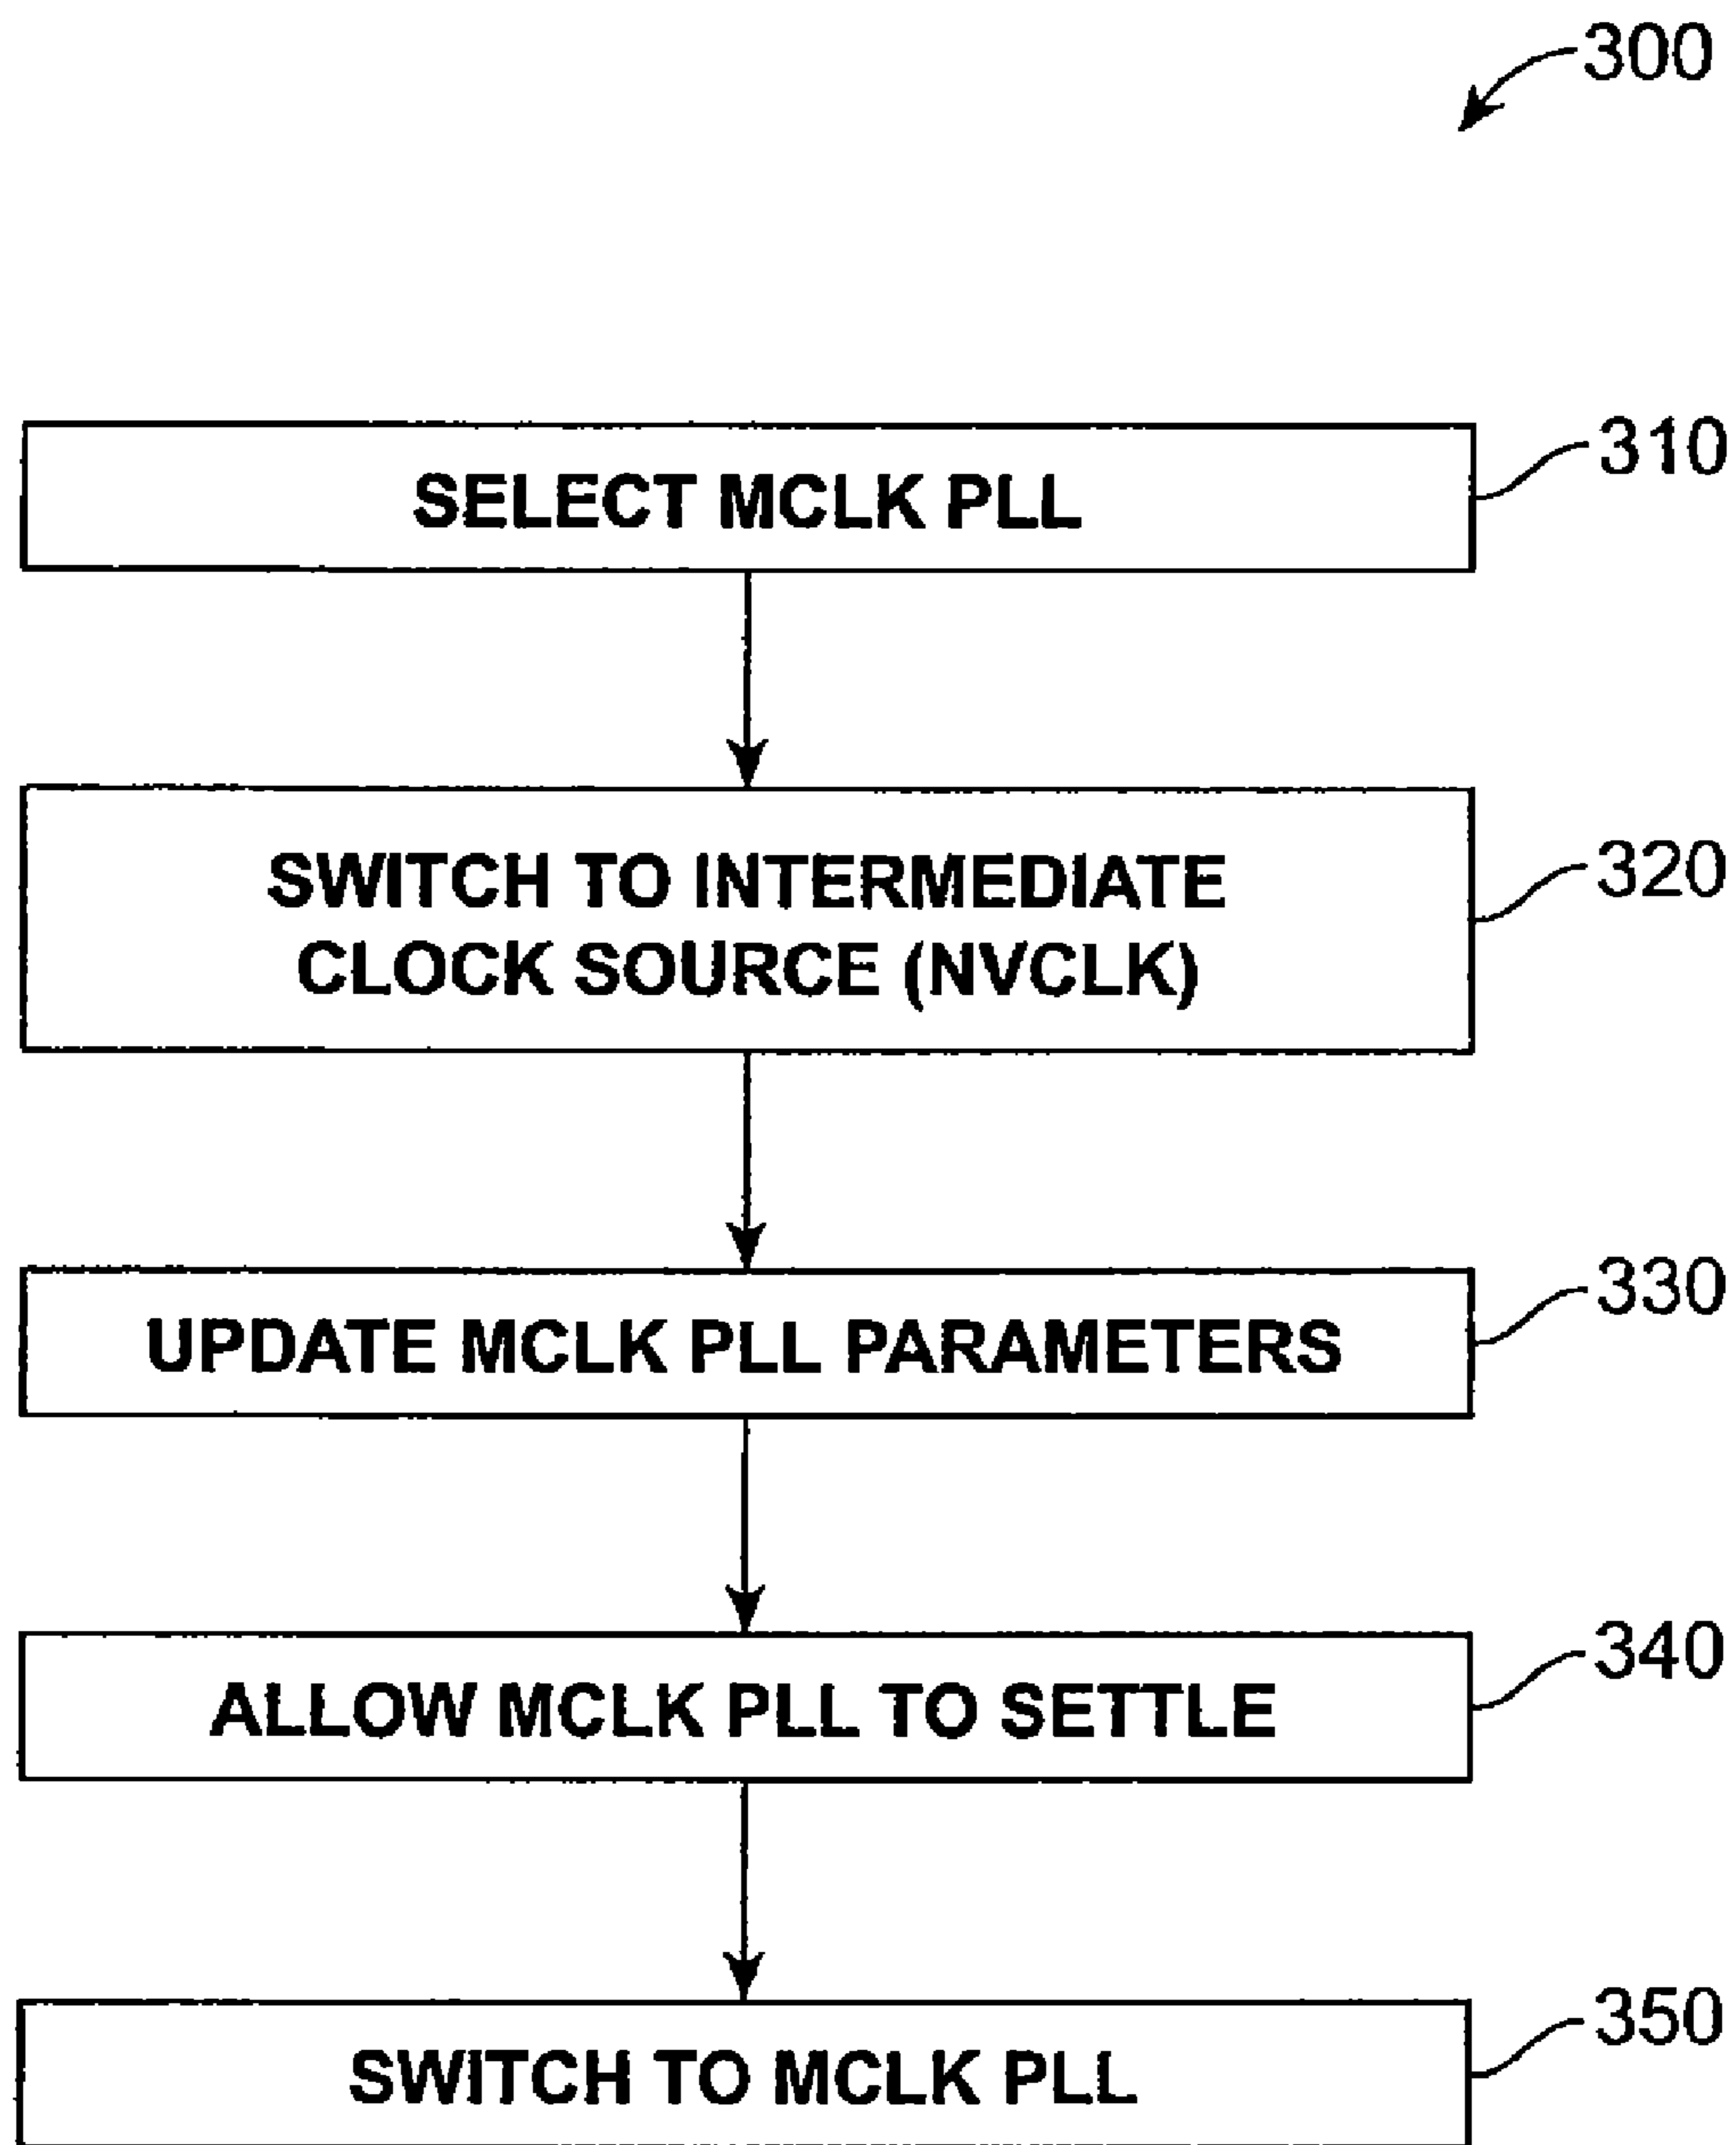 300
SELECT MCLK PLL
310
SWITCH TO INTERMEDIATE
CLOCK SOURCE (NVCLK)
320
UPDATE MCLK PLL PARAMETERS
330
ALLOW MCLK PLL TO SETTLE
340
SWITCH TO MCLK PLL
350